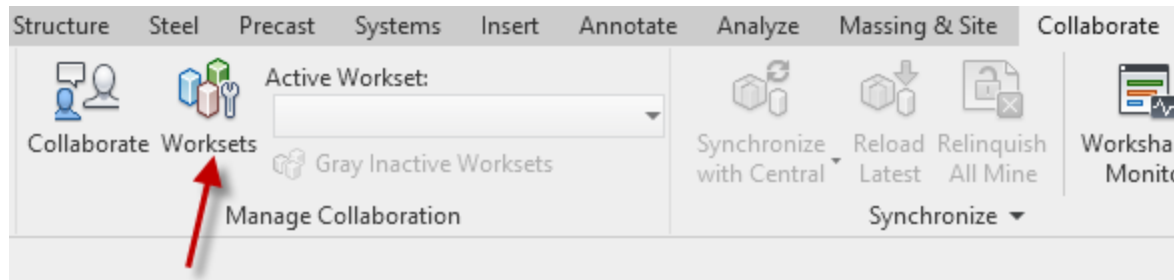 Structure Steel Precast Systems Insert Annotate Analyze Massing & Site Collaborate
Active Workset:
Collaborate Worksets
Gray Inactive Worksets
Manage Collaboration
Synchronize with Central
Reload Latest
Relinquish All Mine
Synchronize